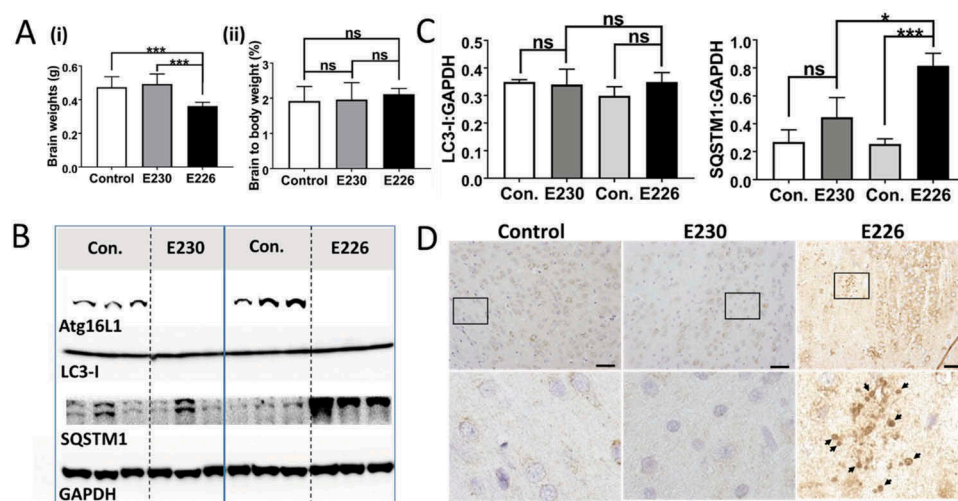 A (i)
Brain weights (g)
0.6
0.4
0.2
0.0
***
***
Control E230 E226
(ii)
Brain to body weight (%)
3
2
1
0
ns
ns ns
Control E230 E226
C
LC3-I:GAPDH
0.5
0.4
0.3
0.2
0.1
0.0
ns
ns ns
Con. E230 Con. E226
SQSTM1:GAPDH
1.0
0.8
0.6
0.4
0.2
0.0
*
***
ns
Con. E230 Con. E226
B
Con. E230 Con. E226
Atg16L1
LC3-I
SQSTM1
GAPDH
D
Control E230 E226